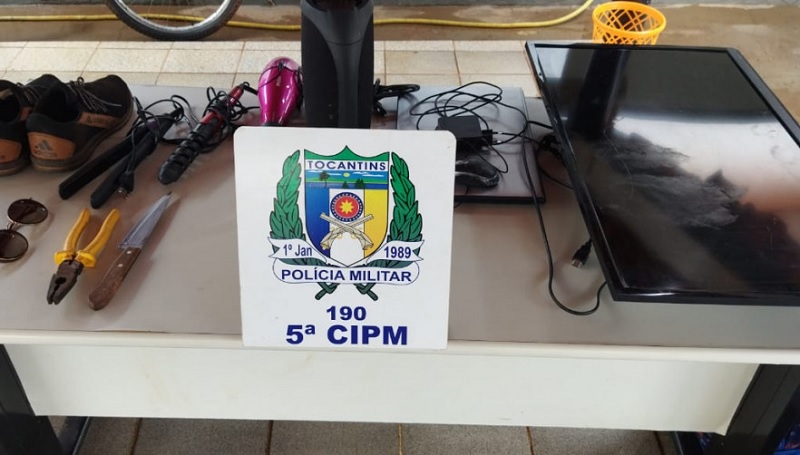 TOCANTINS
1º Jan 1989
POLÍCIA MILITAR
190
5ª CIPM